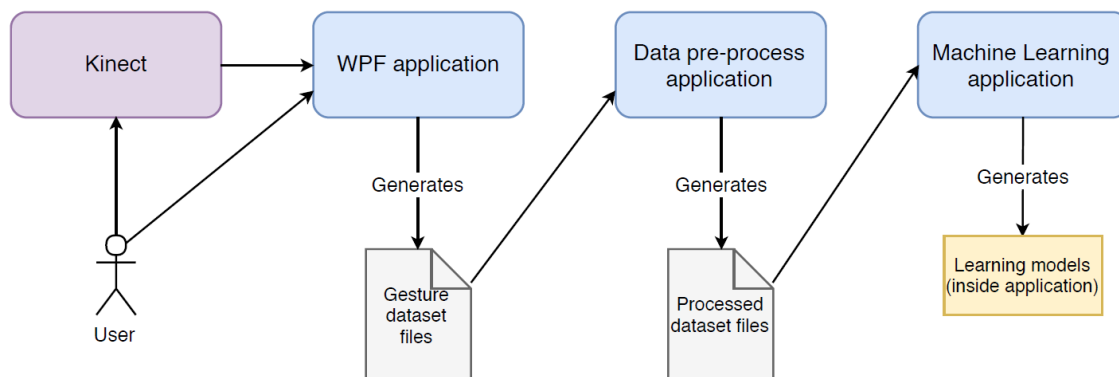 Kinect
WPF application
Data pre-process
application
Machine Learning
application
Generates
Generates
Generates
User
Gesture
dataset
files
Processed
dataset files
Learning models
(inside application)